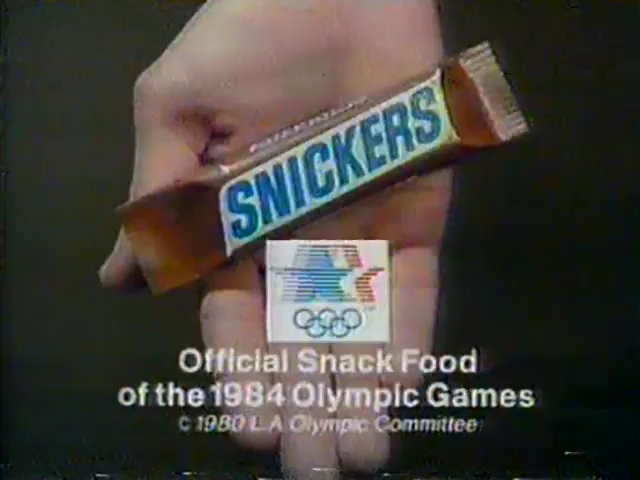 SNICKERS
Official Snack Food
of the 1984 Olympic Games
© 1980 L.A Olympic Committee